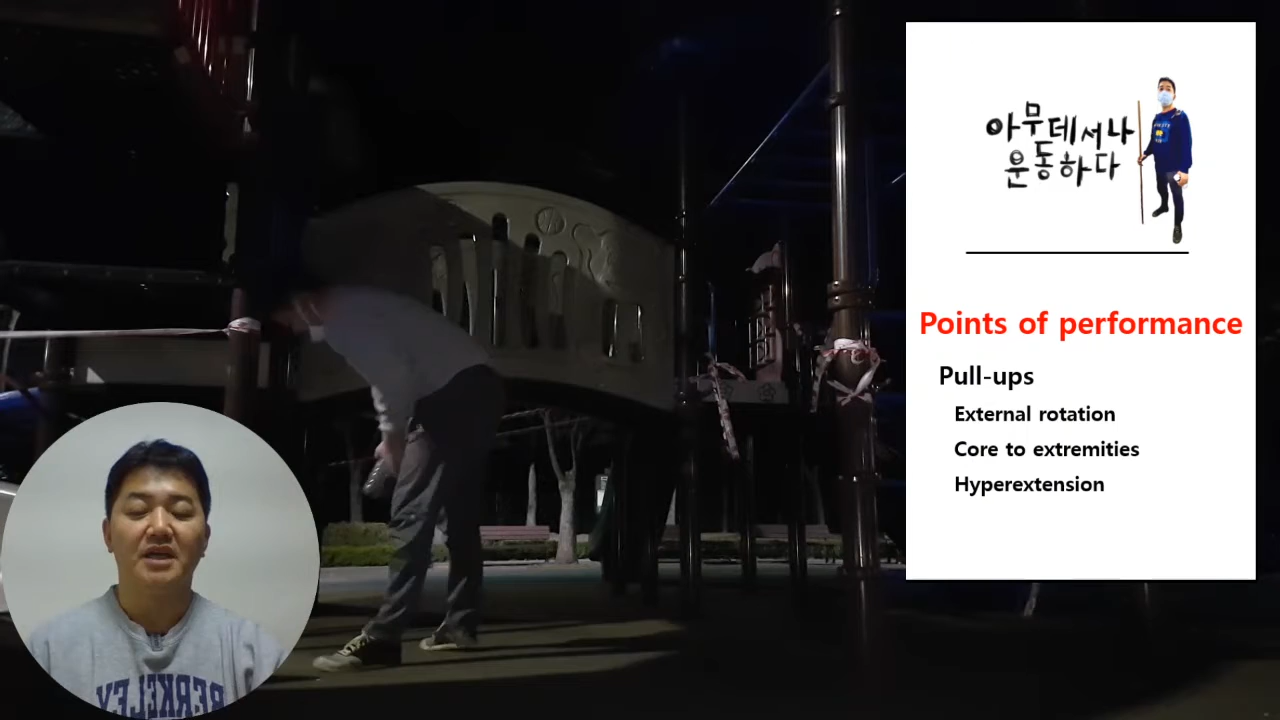 아무데서나
운동하다
Points of performance
Pull-ups
External rotation
Core to extremities
Hyperextension
BERKELEY